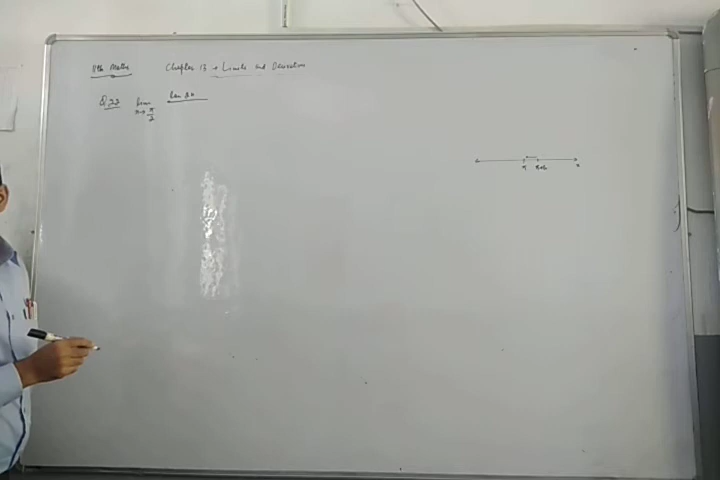 11th Maths Chapter 13 → Limits and Derivatives
Q.22 lim x→π/2 tan 2x